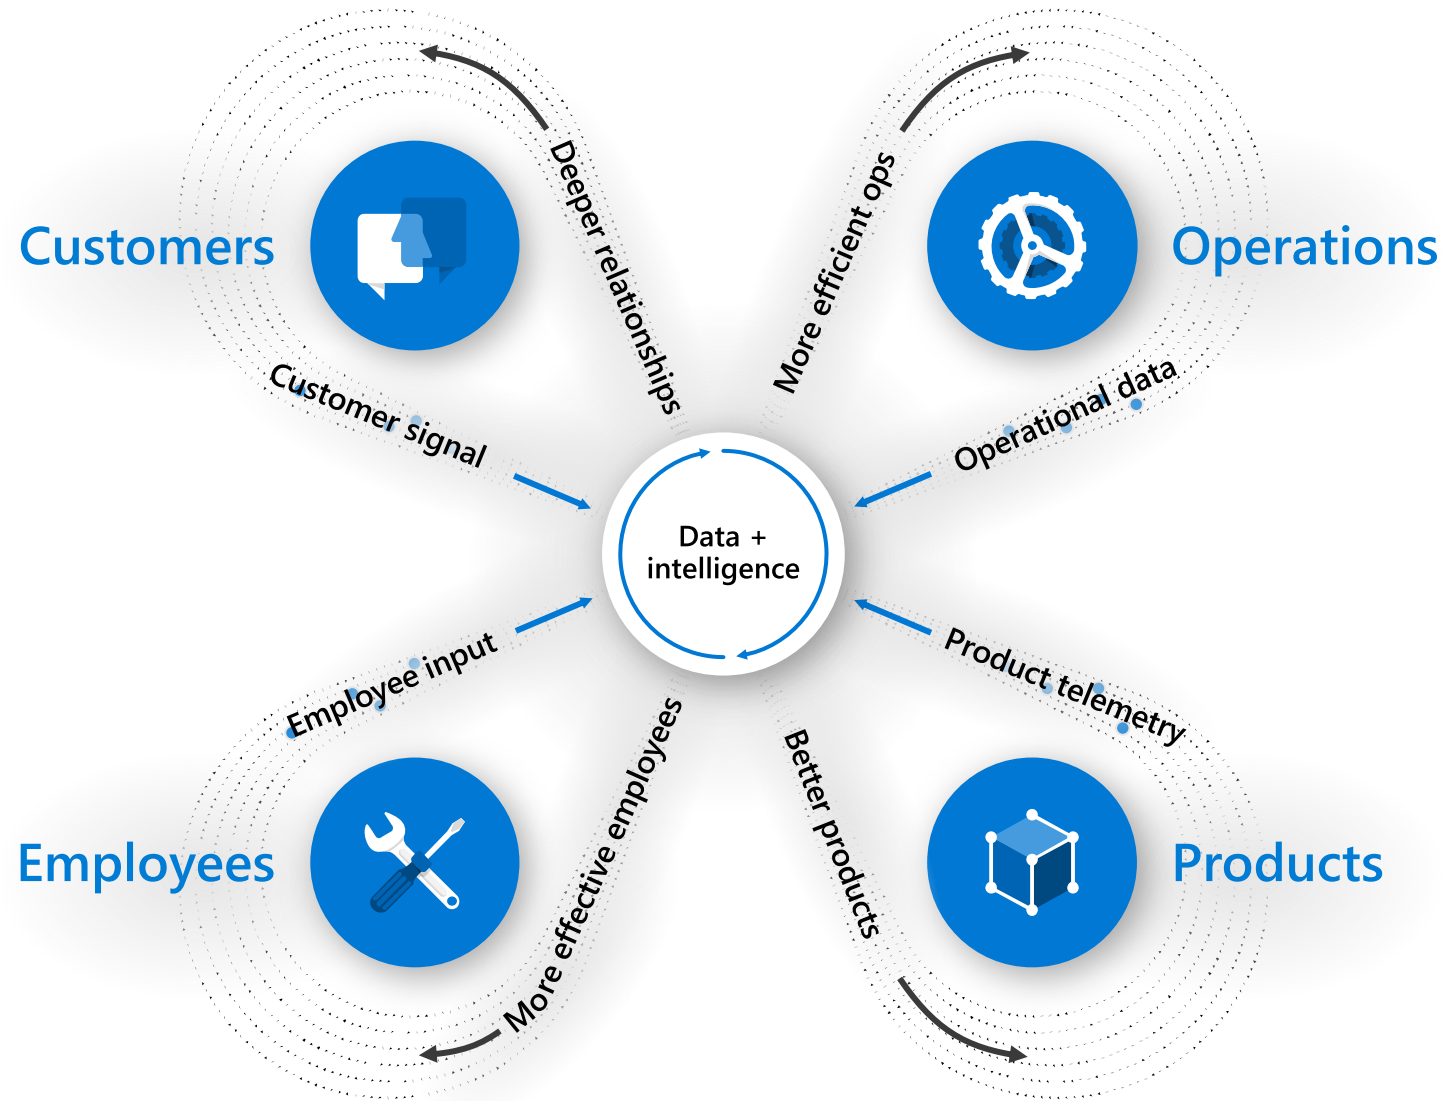 Customers
Deeper relationships
Customer signal
More efficient ops
Operations
Operational data
Data +
intelligence
Employee input
Employees
More effective employees
Product telemetry
Better products
Products